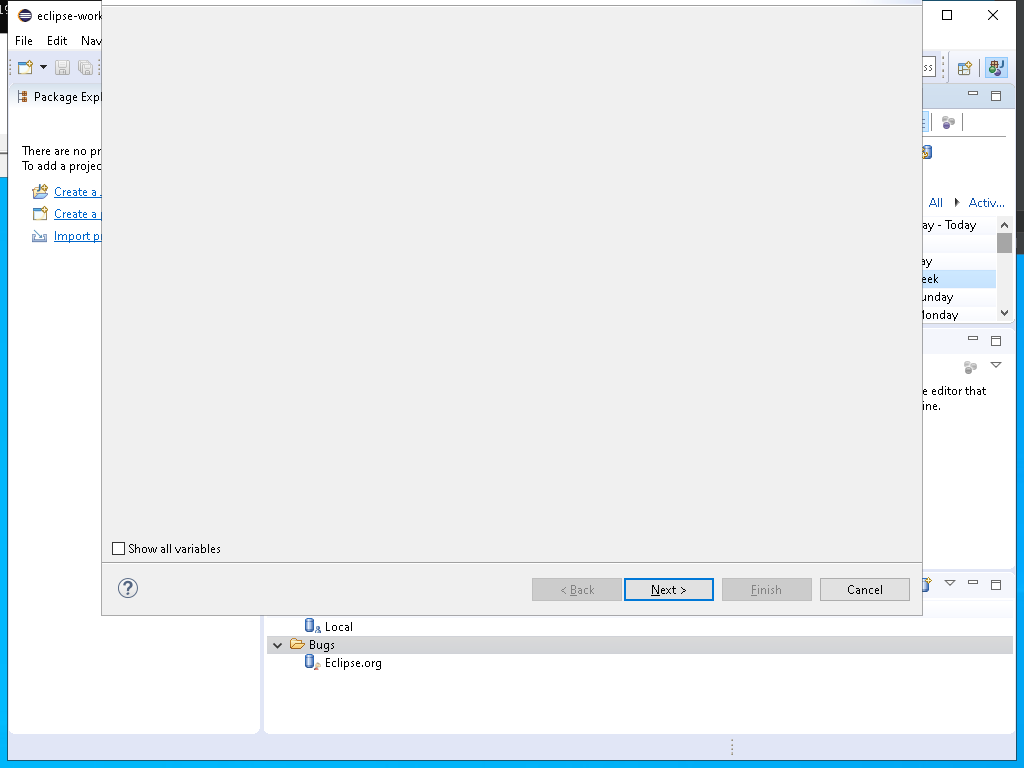 eclipse-work
File Edit Nav
Package Expl
There are no pr
To add a projec
Create a
Create a
Import p
ss
All Activ...
ay - Today
ay
eek
unday
Monday
e editor that
ine.
Show all variables
< Back Next > Finish Cancel
Local
Bugs
Eclipse.org